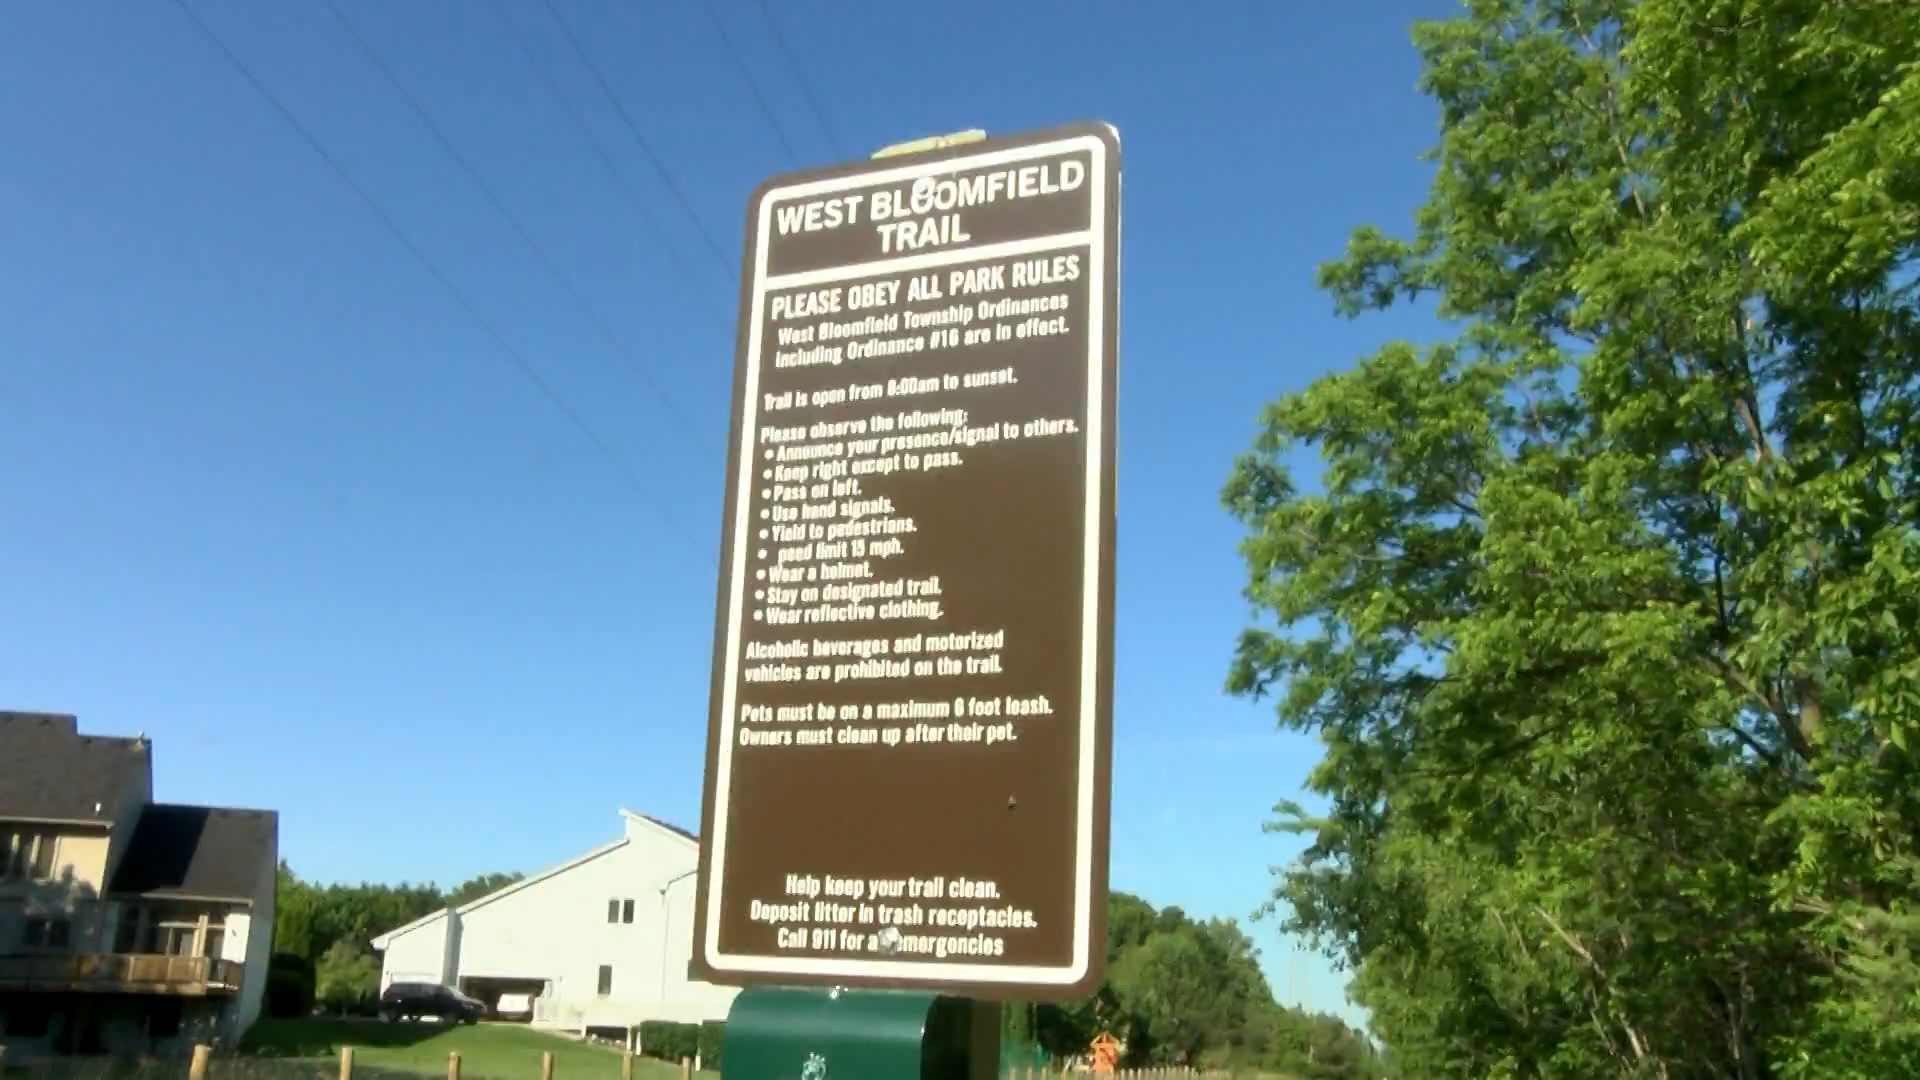 WEST BLOOMFIELD
TRAIL
PLEASE OBEY ALL PARK RULES
West Bloomfield Township Ordinances
including Ordinance #16 are in effect.
Trail is open from 8:00am to sunset.
Please observe the following:
• Announce your presence/signal to others.
• Keep right except to pass.
• Pass on left.
• Use hand signals.
• Yield to pedestrians.
• peed limit 15 mph.
• Wear a helmet.
• Stay on designated trail.
• Wear reflective clothing.
Alcoholic beverages and motorized
vehicles are prohibited on the trail.
Pets must be on a maximum 6 foot leash.
Owners must clean up after their pet.
Help keep your trail clean.
Deposit litter in trash receptacles.
Call 911 for a emergencies